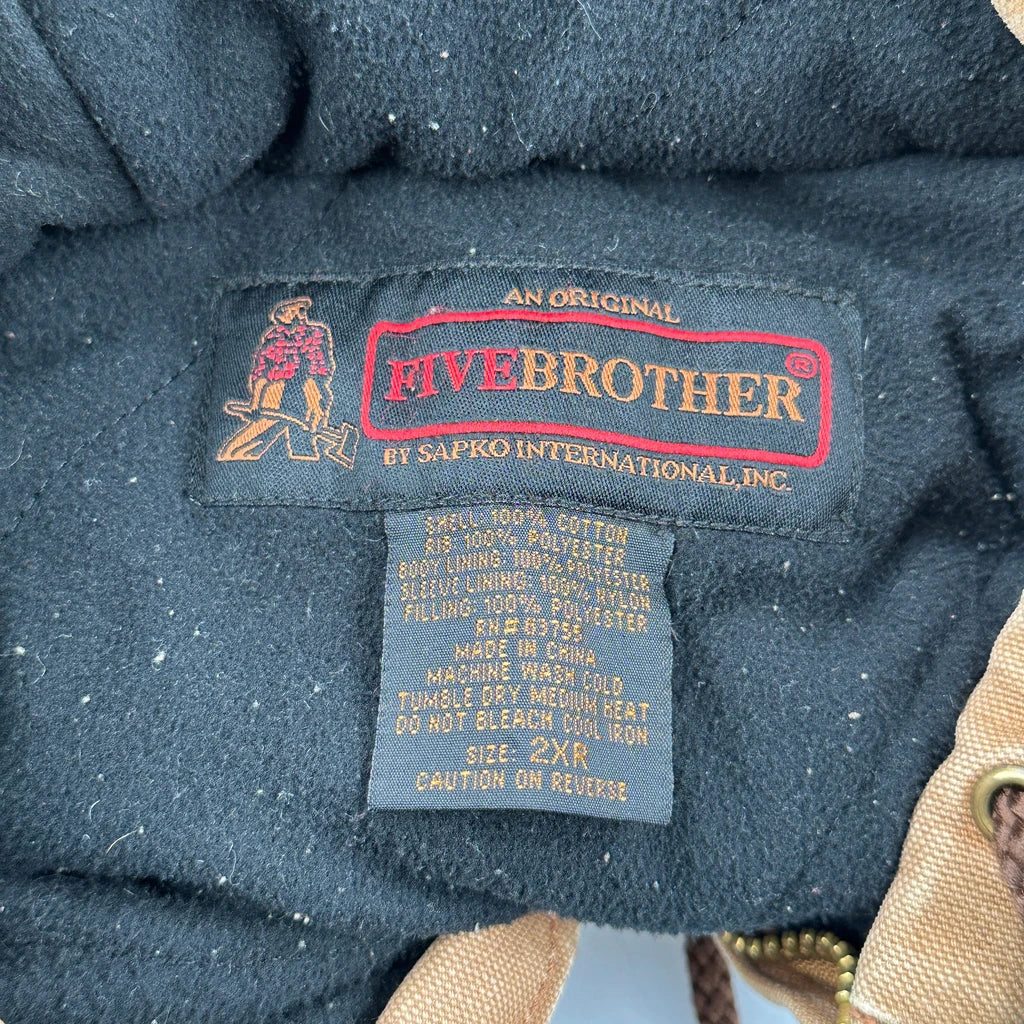 AN ORIGINAL
FIVEBROTHER®
BY SAPKO INTERNATIONAL, INC.
SHELL 100% COTTON
RIB 100% POLYESTER
BODY LINING: 100% POLYESTER
SLEEVE LINING: 100% NYLON
FILLING: 100% POLYESTER
RN# 63755
MADE IN CHINA
MACHINE WASH COLD
TUMBLE DRY MEDIUM HEAT
DO NOT BLEACH COOL IRON
SIZE: 2XR
CAUTION ON REVERSE